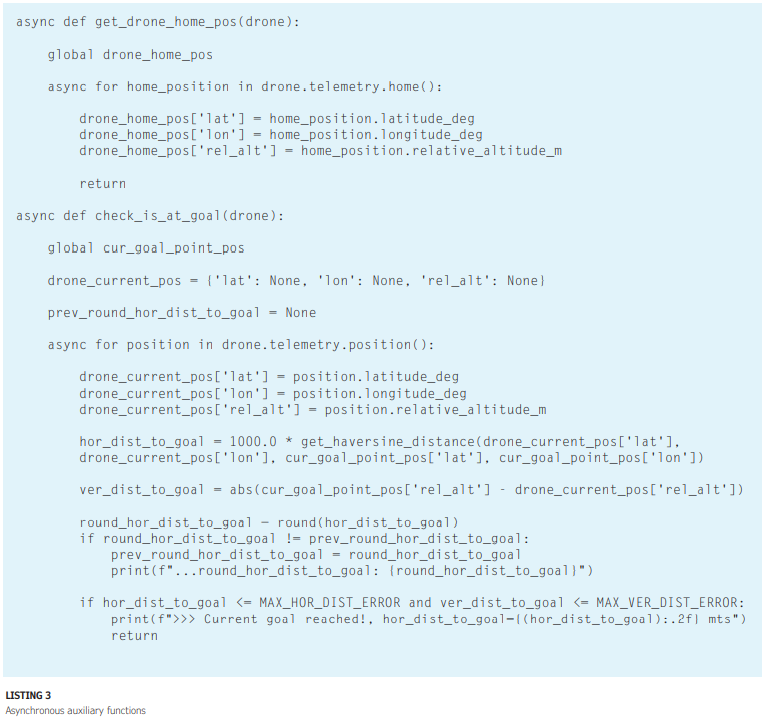 async def get_drone_home_pos(drone):
global drone_home_pos
async for home_position in drone.telemetry.home():
drone_home_pos['lat'] = home_position.latitude_deg
drone_home_pos['lon'] = home_position.longitude_deg
drone_home_pos['rel_alt'] = home_position.relative_altitude_m
return
async def check_is_at_goal(drone):
global cur_goal_point_pos
drone_current_pos = {'lat': None, 'lon': None, 'rel_alt': None}
prev_round_hor_dist_to_goal = None
async for position in drone.telemetry.position():
drone_current_pos['lat'] = position.latitude_deg
drone_current_pos['lon'] = position.longitude_deg
drone_current_pos['rel_alt'] = position.relative_altitude_m
hor_dist_to_goal = 1000.0 * get_haversine_distance(drone_current_pos['lat'],
drone_current_pos['lon'], cur_goal_point_pos['lat'], cur_goal_point_pos['lon'])
ver_dist_to_goal = abs(cur_goal_point_pos['rel_alt'] - drone_current_pos['rel_alt'])
round_hor_dist_to_goal = round(hor_dist_to_goal)
if round_hor_dist_to_goal != prev_round_hor_dist_to_goal:
prev_round_hor_dist_to_goal = round_hor_dist_to_goal
print(f"...round_hor_dist_to_goal: {round_hor_dist_to_goal}")
if hor_dist_to_goal <= MAX_HOR_DIST_ERROR and ver_dist_to_goal <= MAX_VER_DIST_ERROR:
print(f">>> Current goal reached!, hor_dist_to_goal={(hor_dist_to_goal):.2f} mts")
return
LISTING 3
Asynchronous auxiliary functions